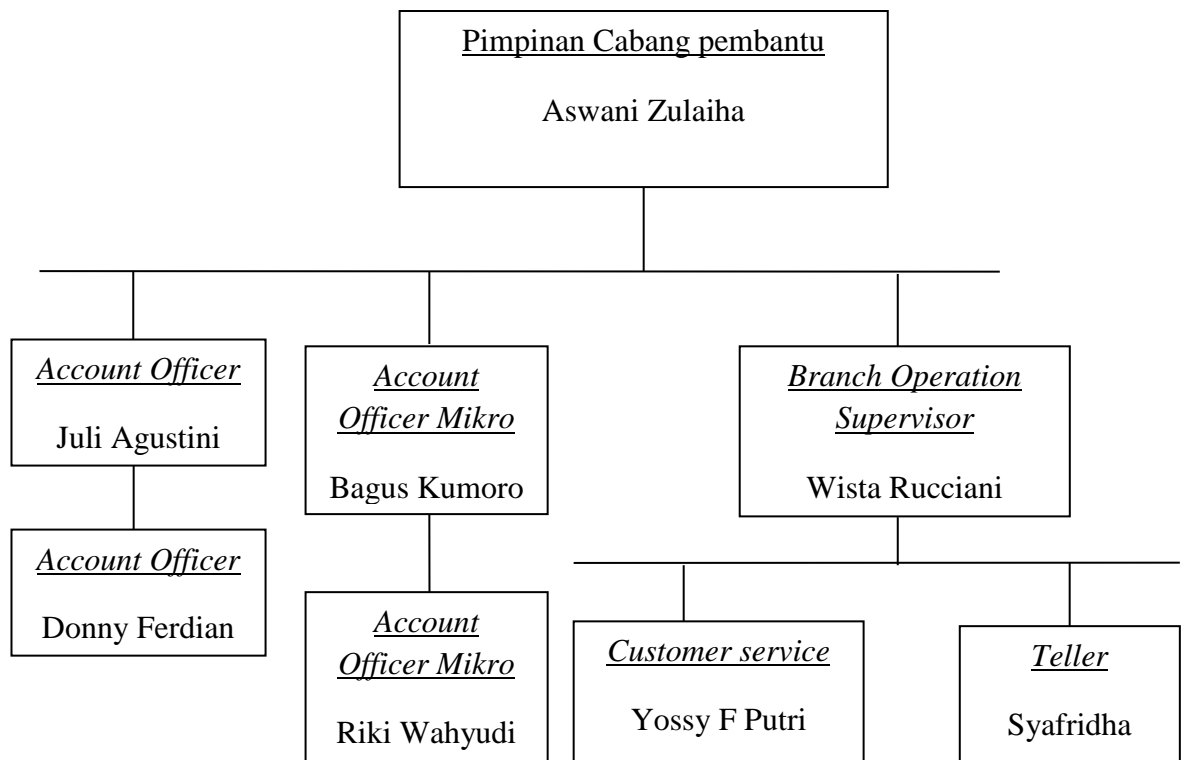 Pimpinan Cabang pembantu
Aswani Zulaiha
Account Officer
Juli Agustini
Account
Officer Mikro
Bagus Kumoro
Branch Operation
Supervisor
Wista Rucciani
Account Officer
Donny Ferdian
Account
Officer Mikro
Riki Wahyudi
Customer service
Yossy F Putri
Teller
Syafridha